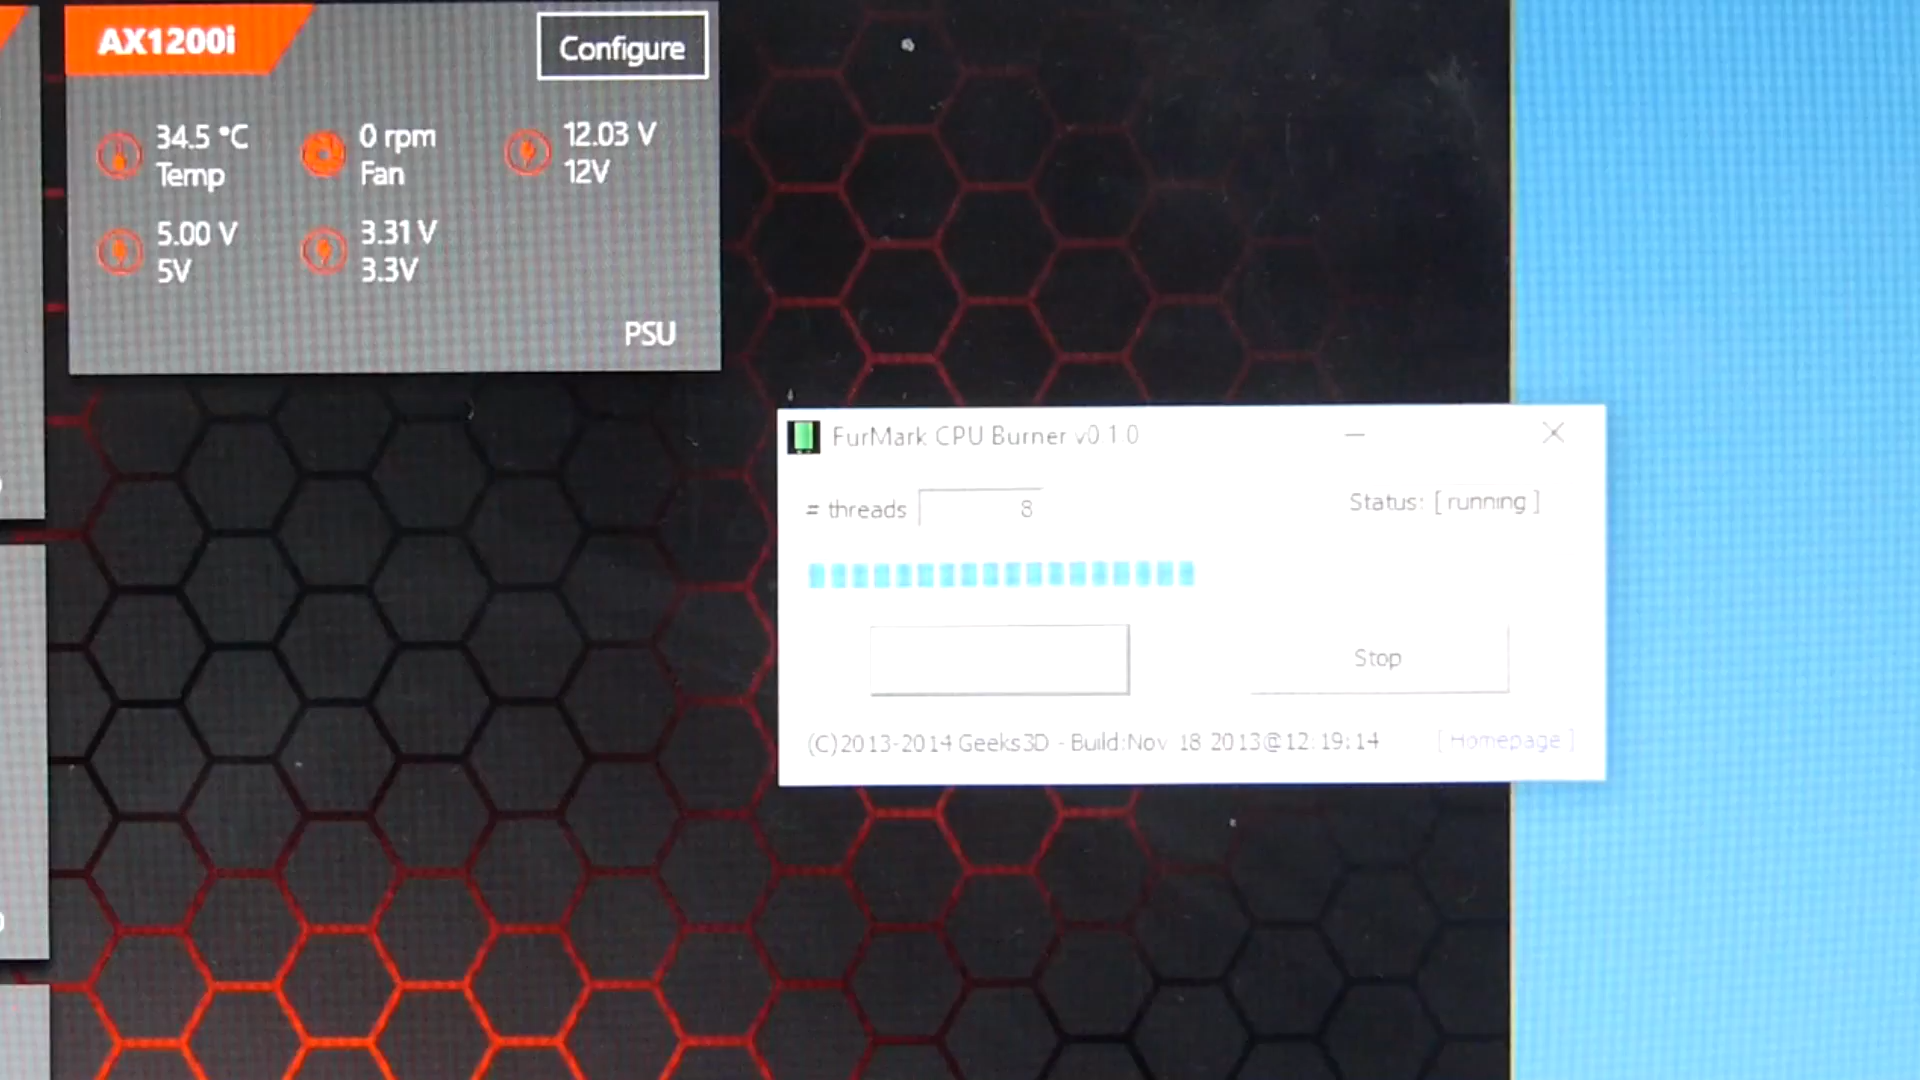 AX1200i
Configure
34.5 °C
Temp
0 rpm
Fan
12.03 V
12V
5.00 V
5V
3.31 V
3.3V
PSU
FurMark CPU Burner v0.1.0
threads 8
Status: [ running ]
Stop
(C)2013-2014 Geeks3D - Build:Nov 18 2013@12:19:14
[ Homepage ]